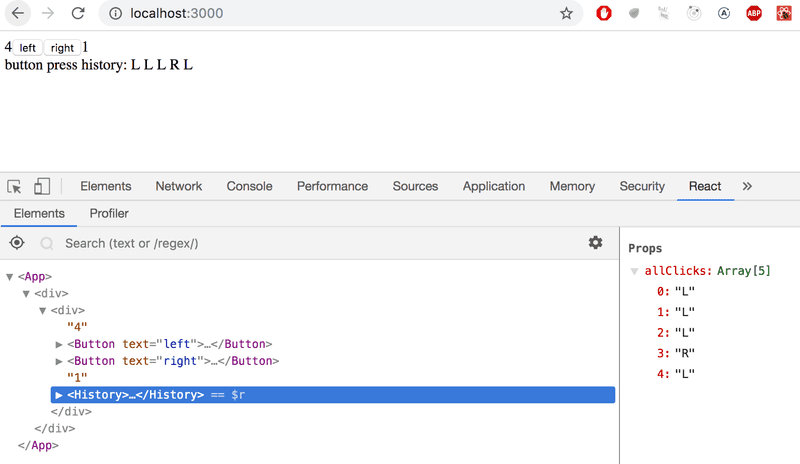 localhost:3000
ABP
4 left right 1
button press history: L L L R L
Elements Network Console Performance Sources Application Memory Security React »
Elements Profiler
Search (text or /regex/)
▼ <App>
▼ <div>
▼ <div>
"4"
▶ <Button text="left">…</Button>
▶ <Button text="right">…</Button>
"1"
▶ <History>…</History> == $r
</div>
</div>
</App>
Props
▼ allClicks: Array[5]
0: "L"
1: "L"
2: "L"
3: "R"
4: "L"